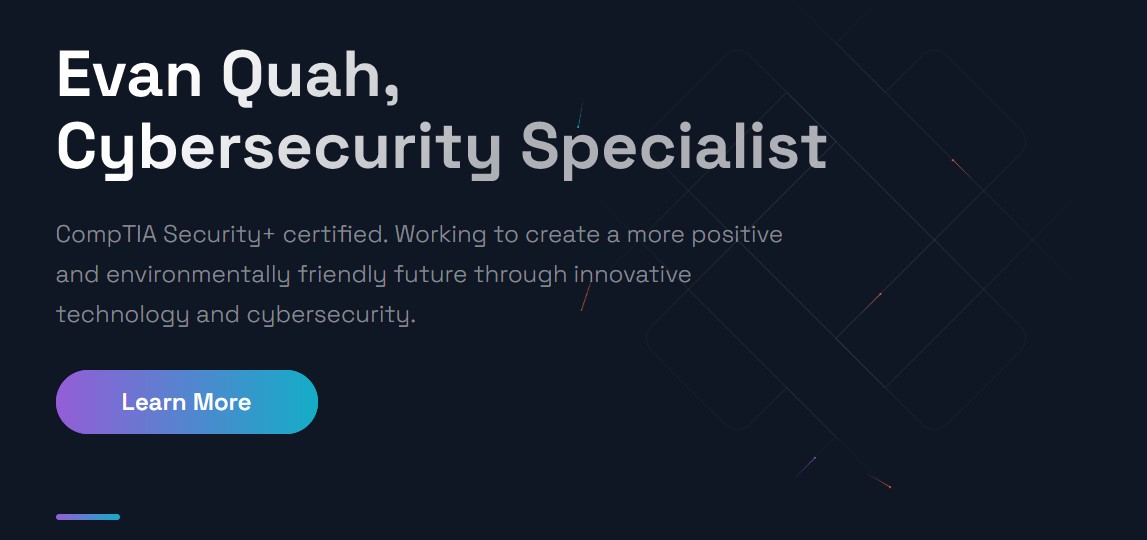 Evan Quah,
Cybersecurity Specialist
CompTIA Security+ certified. Working to create a more positive
and environmentally friendly future through innovative
technology and cybersecurity.
Learn More